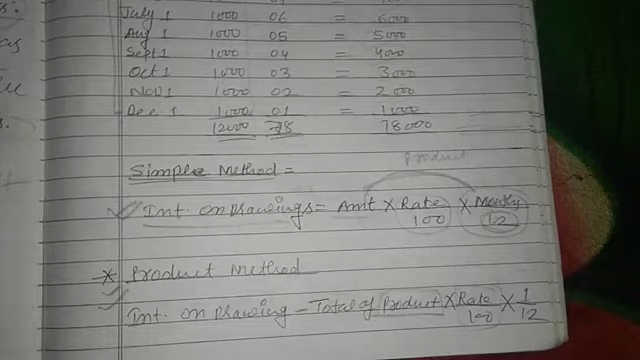 July 1 1000 06 = 6000
Aug 1 1000 05 = 5000
Sept 1 1000 04 = 4000
Oct 1 1000 03 = 3000
Nov 1 1000 02 = 2000
Dec 1 1000 01 = 1000
12000 78 78000
Product
Simple Method =
Int. on Drawings = Amt × Rate/100 × Month/12
* Product Method
Int. on Drawing = Total of Product × Rate/100 × 1/12